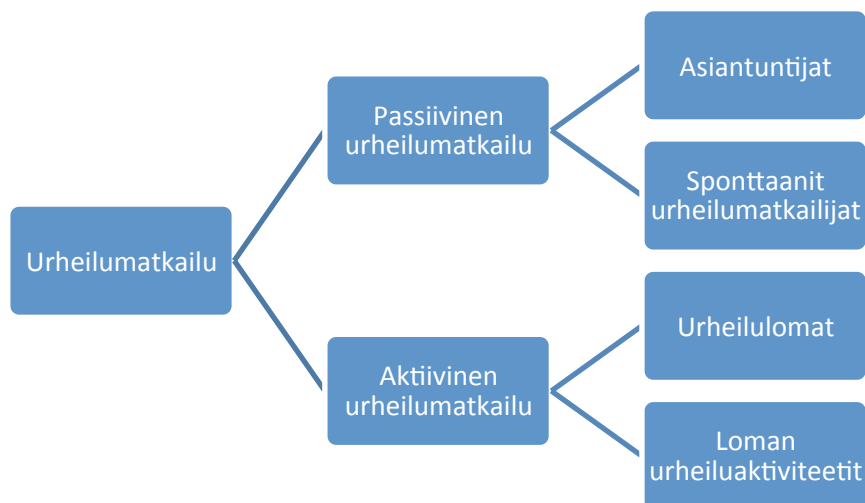 Urheilumatkailu
Passiivinen
urheilumatkailu
Asiantuntijat
Sponttaanit
urheilumatkailijat
Aktiivinen
urheilumatkailu
Urheilulomat
Loman
urheiluaktiviteetit